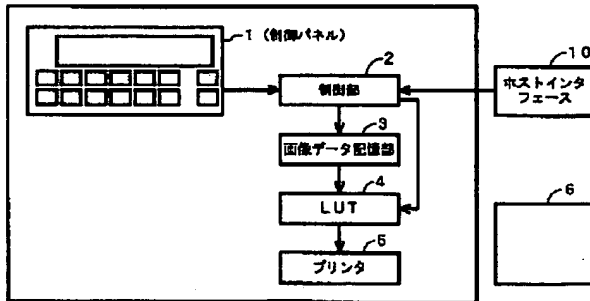 1 (制御パネル)
2
制御部
3
画像データ記憶部
4
LUT
5
プリンタ
10
ホストインタ
フェース
6